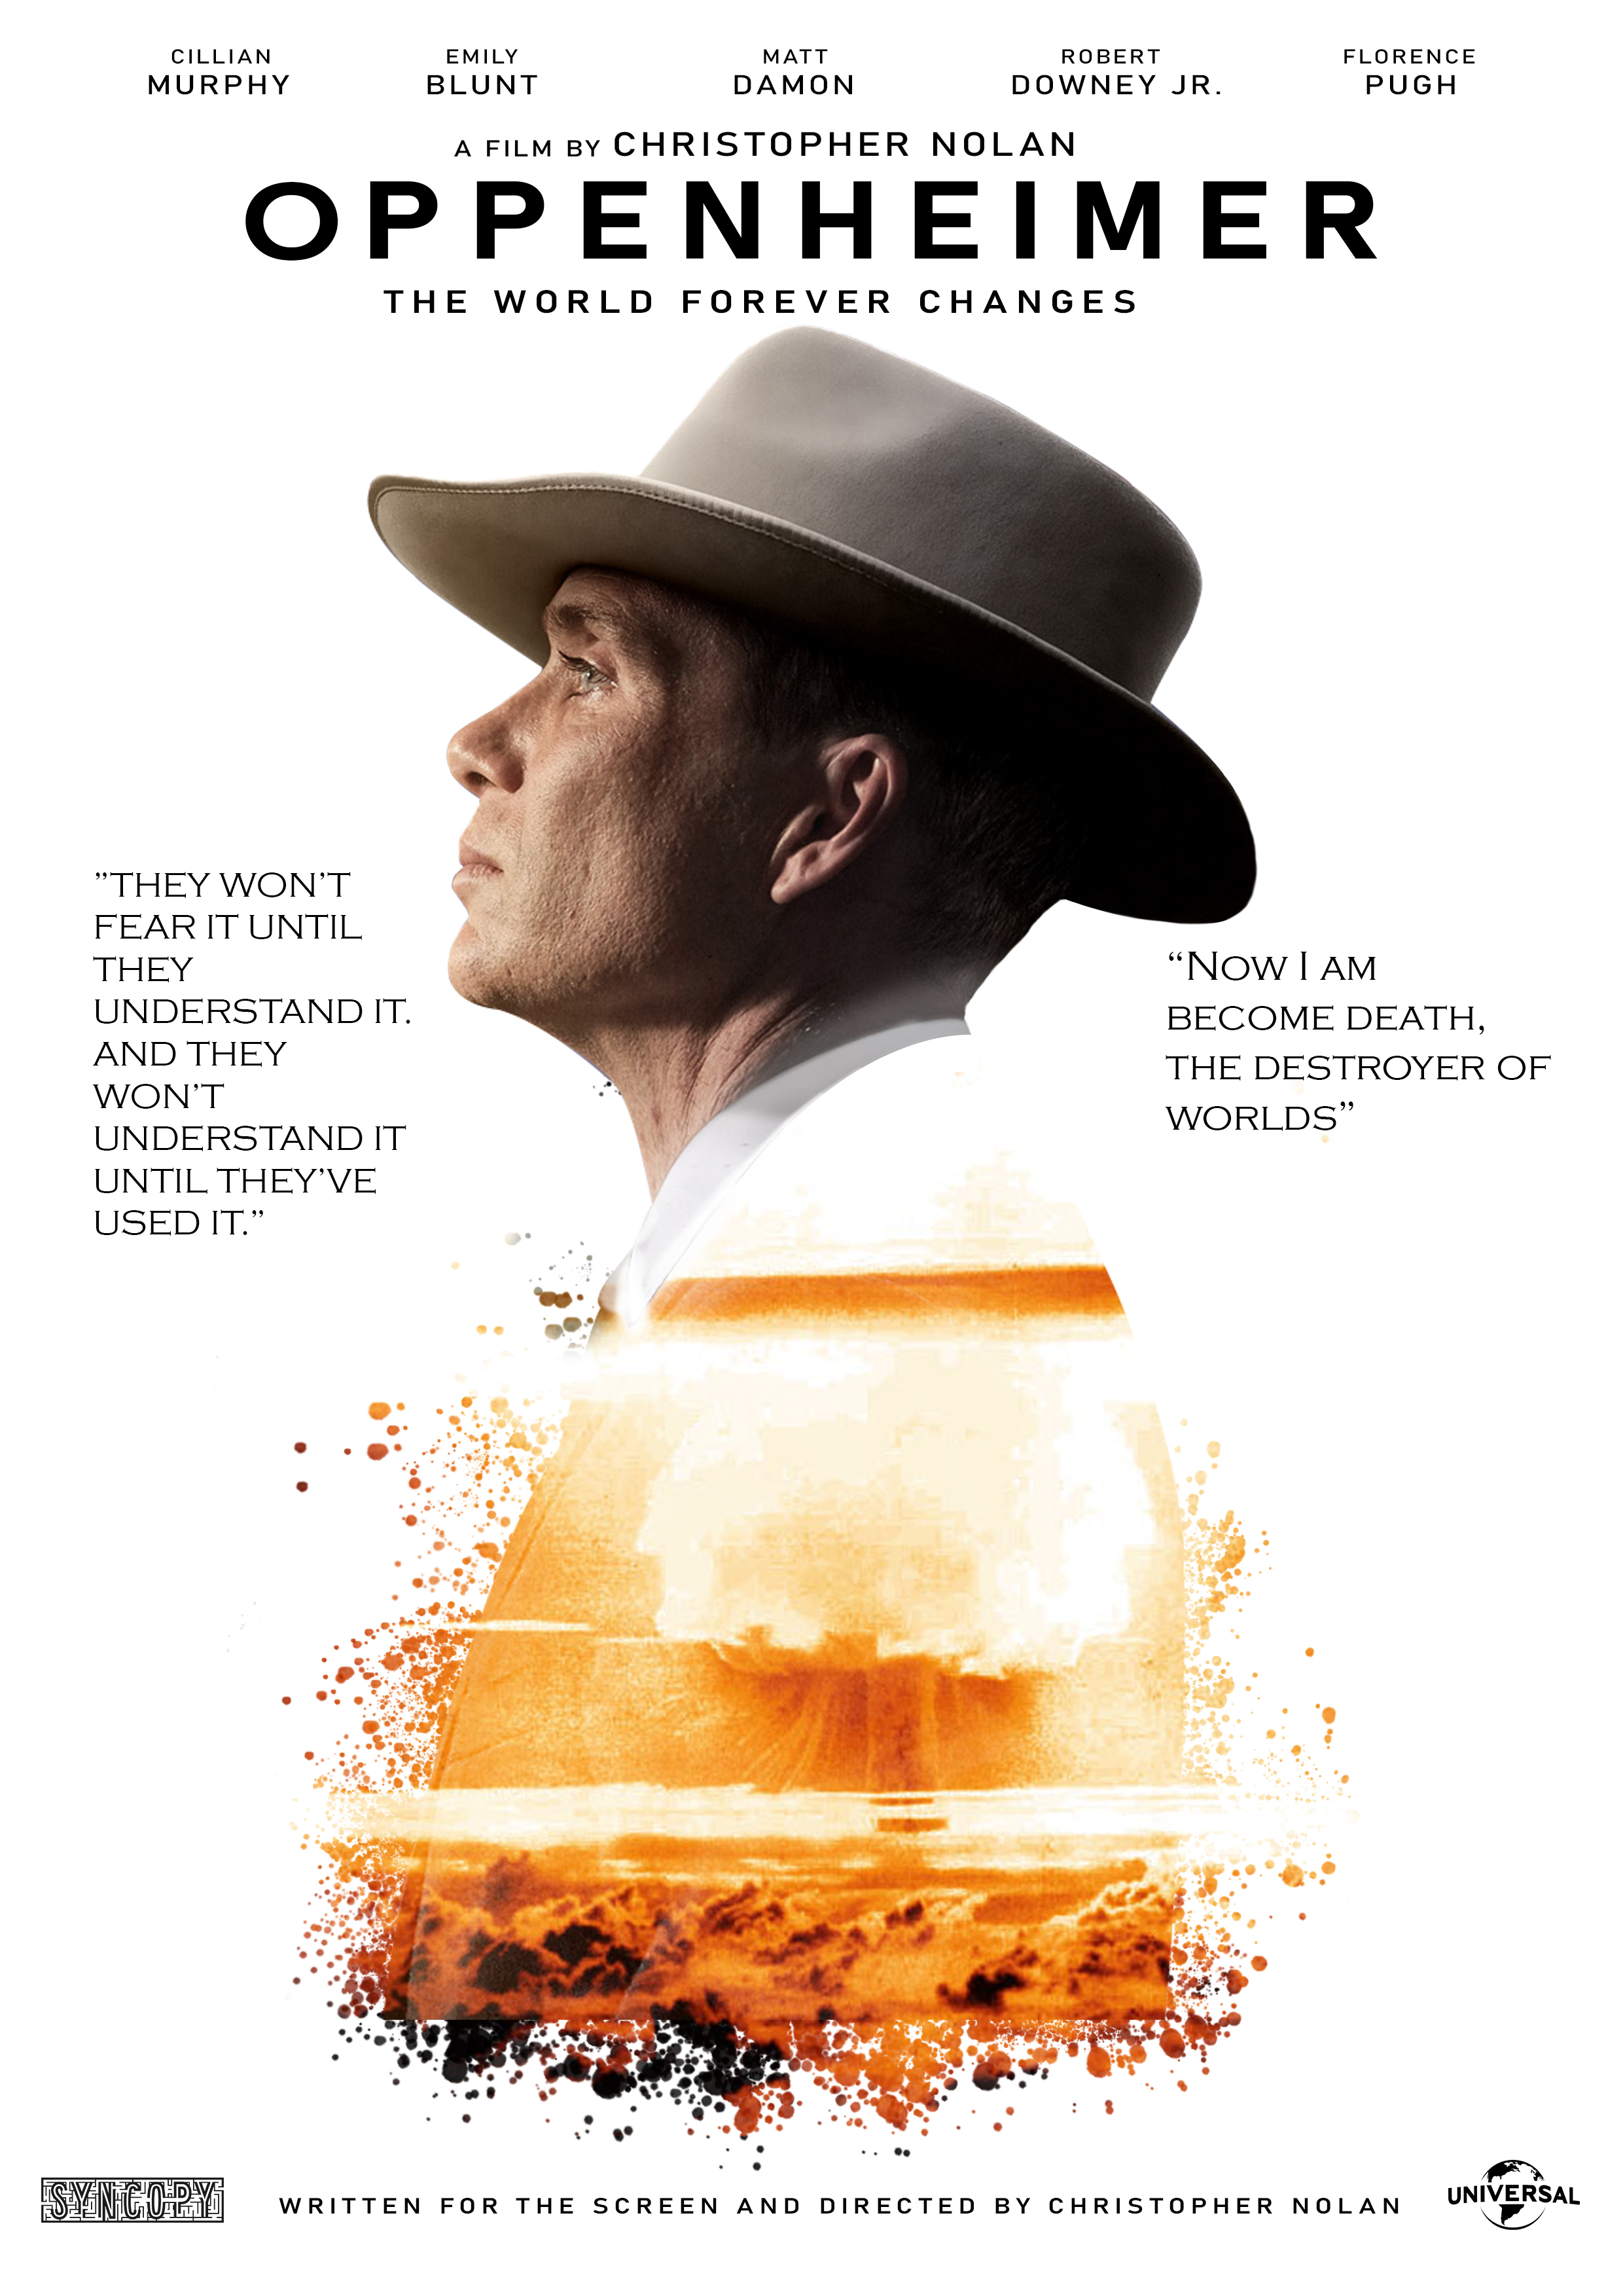 CILLIAN MURPHY
EMILY BLUNT
MATT DAMON
ROBERT DOWNEY JR.
FLORENCE PUGH
A FILM BY CHRISTOPHER NOLAN
OPPENHEIMER
THE WORLD FOREVER CHANGES
”THEY WON’T
FEAR IT UNTIL
THEY
UNDERSTAND IT.
AND THEY
WON’T
UNDERSTAND IT
UNTIL THEY’VE
USED IT.”
“NOW I AM
BECOME DEATH,
THE DESTROYER OF
WORLDS”
SYNCOPY
WRITTEN FOR THE SCREEN AND DIRECTED BY CHRISTOPHER NOLAN
UNIVERSAL